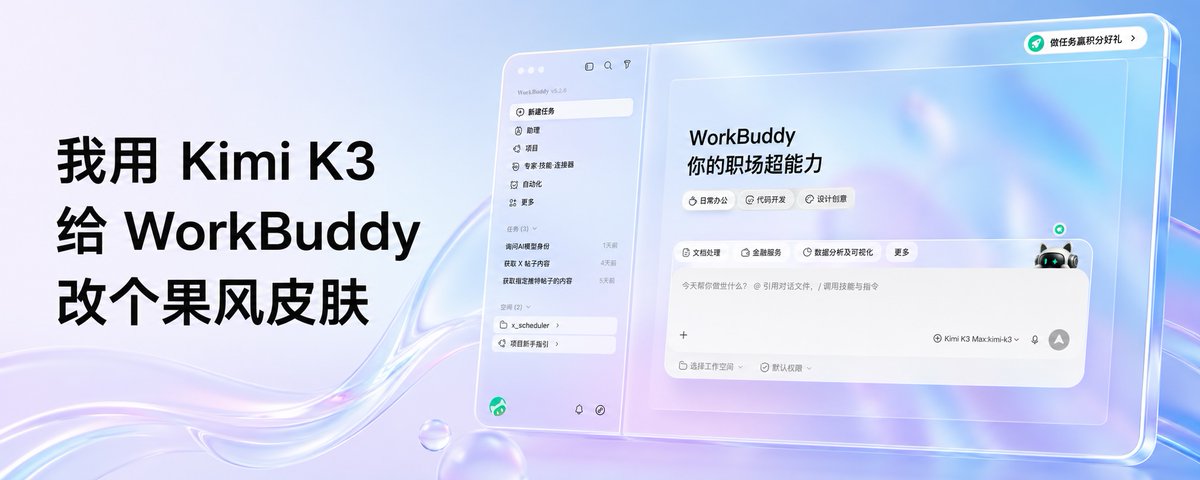 我用 Kimi K3
给 WorkBuddy
改个果风皮肤
做任务赢积分好礼
WorkBuddy v5.2.6
新建任务
助理
项目
专家·技能·连接器
自动化
更多
任务 (3)
询问AI模型身份 1天前
获取 X 帖子内容 4天前
获取指定推特帖子的内容 5天前
空间 (2)
x_scheduler
项目新手指引
WorkBuddy
你的职场超能力
日常办公 代码开发 设计创意
文档处理 金融服务 数据分析及可视化 更多
今天帮你做些什么？ @ 引用对话文件，/ 调用技能与指令
Kimi K3 Max:kimi-k3
选择工作空间 默认权限